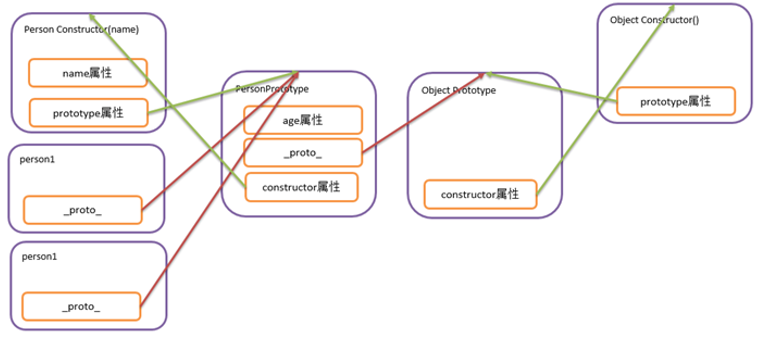 Person Constructor(name)
name属性
prototype属性
person1
_proto_
person1
_proto_
PersonPrototype
age属性
_proto_
constructor属性
Object Prototype
constructor属性
Object Constructor()
prototype属性